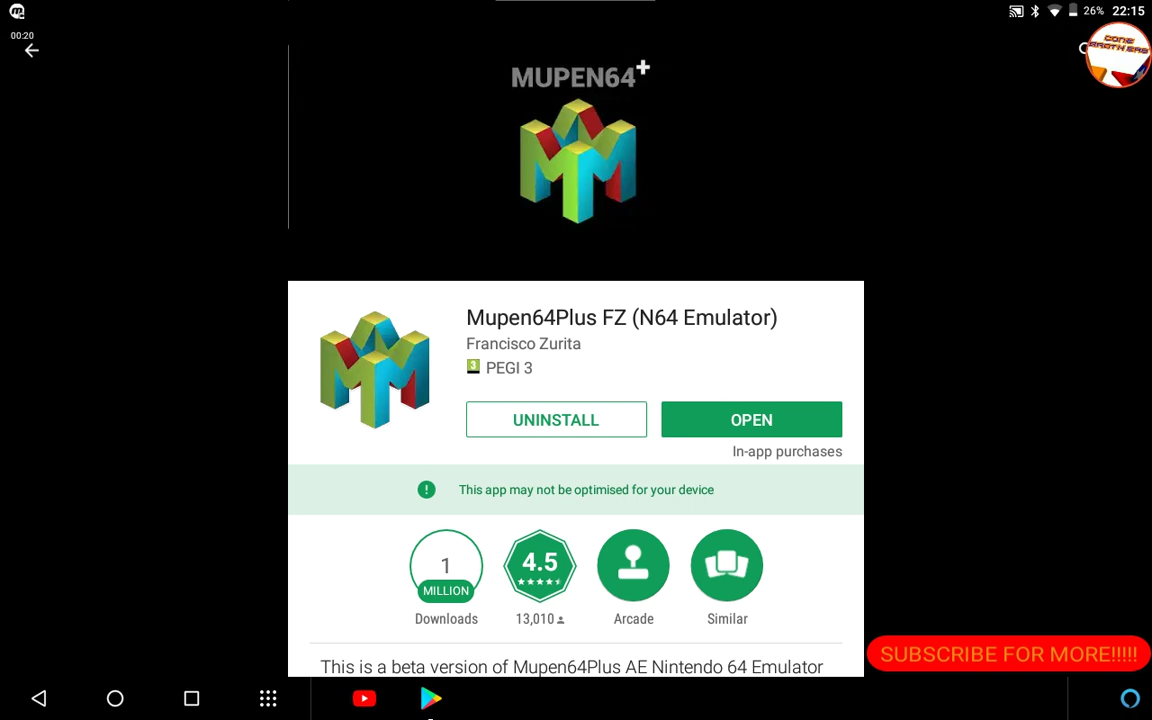 26% 22:15
00:20
MUPEN64+
Mupen64Plus FZ (N64 Emulator)
Francisco Zurita
3 PEGI 3
UNINSTALL
OPEN
In-app purchases
! This app may not be optimised for your device
1 MILLION
Downloads
4.5
13,010
Arcade
Similar
This is a beta version of Mupen64Plus AE Nintendo 64 Emulator
SUBSCRIBE FOR MORE!!!!!